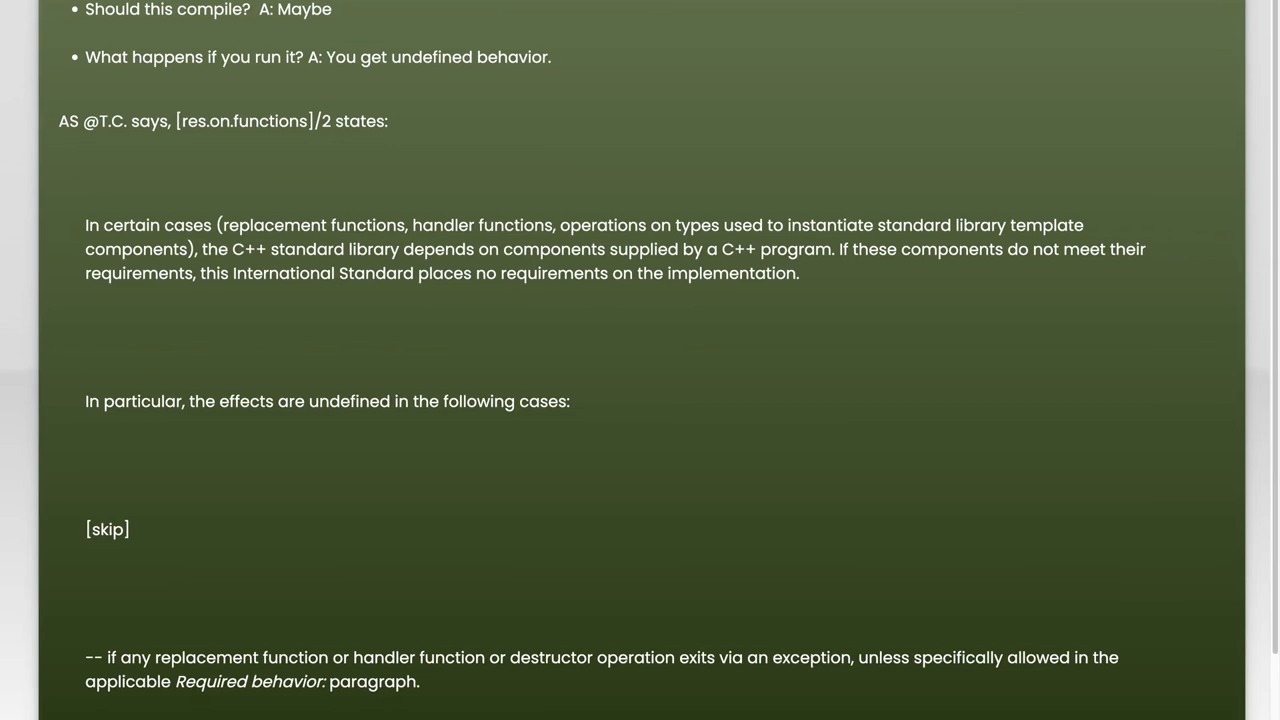 • Should this compile?  A: Maybe
• What happens if you run it? A: You get undefined behavior.
AS @T.C. says, [res.on.functions]/2 states:
In certain cases (replacement functions, handler functions, operations on types used to instantiate standard library template
components), the C++ standard library depends on components supplied by a C++ program. If these components do not meet their
requirements, this International Standard places no requirements on the implementation.
In particular, the effects are undefined in the following cases:
[skip]
-- if any replacement function or handler function or destructor operation exits via an exception, unless specifically allowed in the
applicable Required behavior: paragraph.